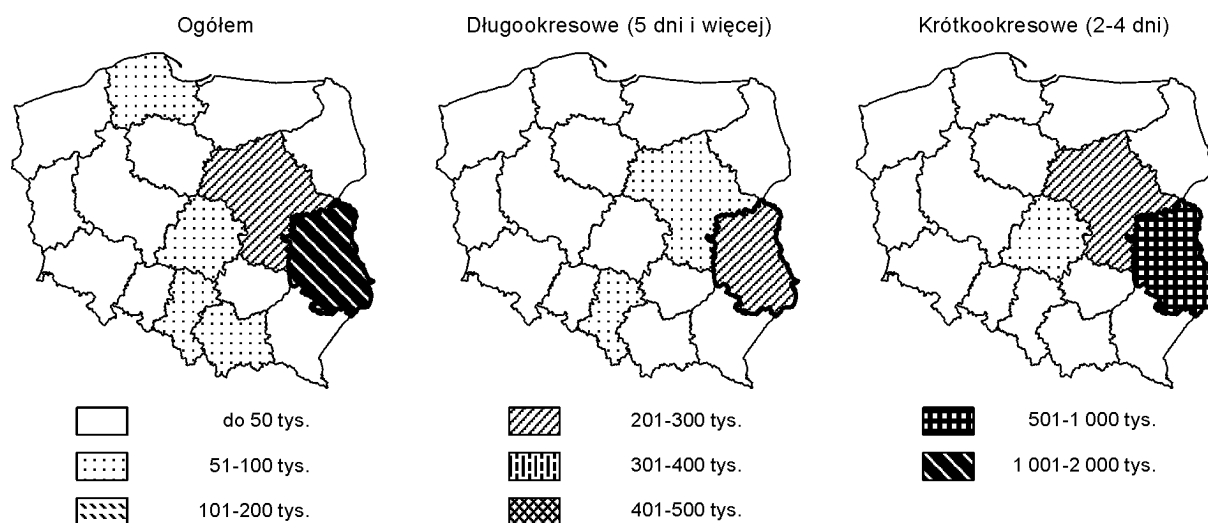 Ogółem
Długookresowe (5 dni i więcej)
Krótkookresowe (2-4 dni)
do 50 tys.
51-100 tys.
101-200 tys.
201-300 tys.
301-400 tys.
401-500 tys.
501-1 000 tys.
1 001-2 000 tys.